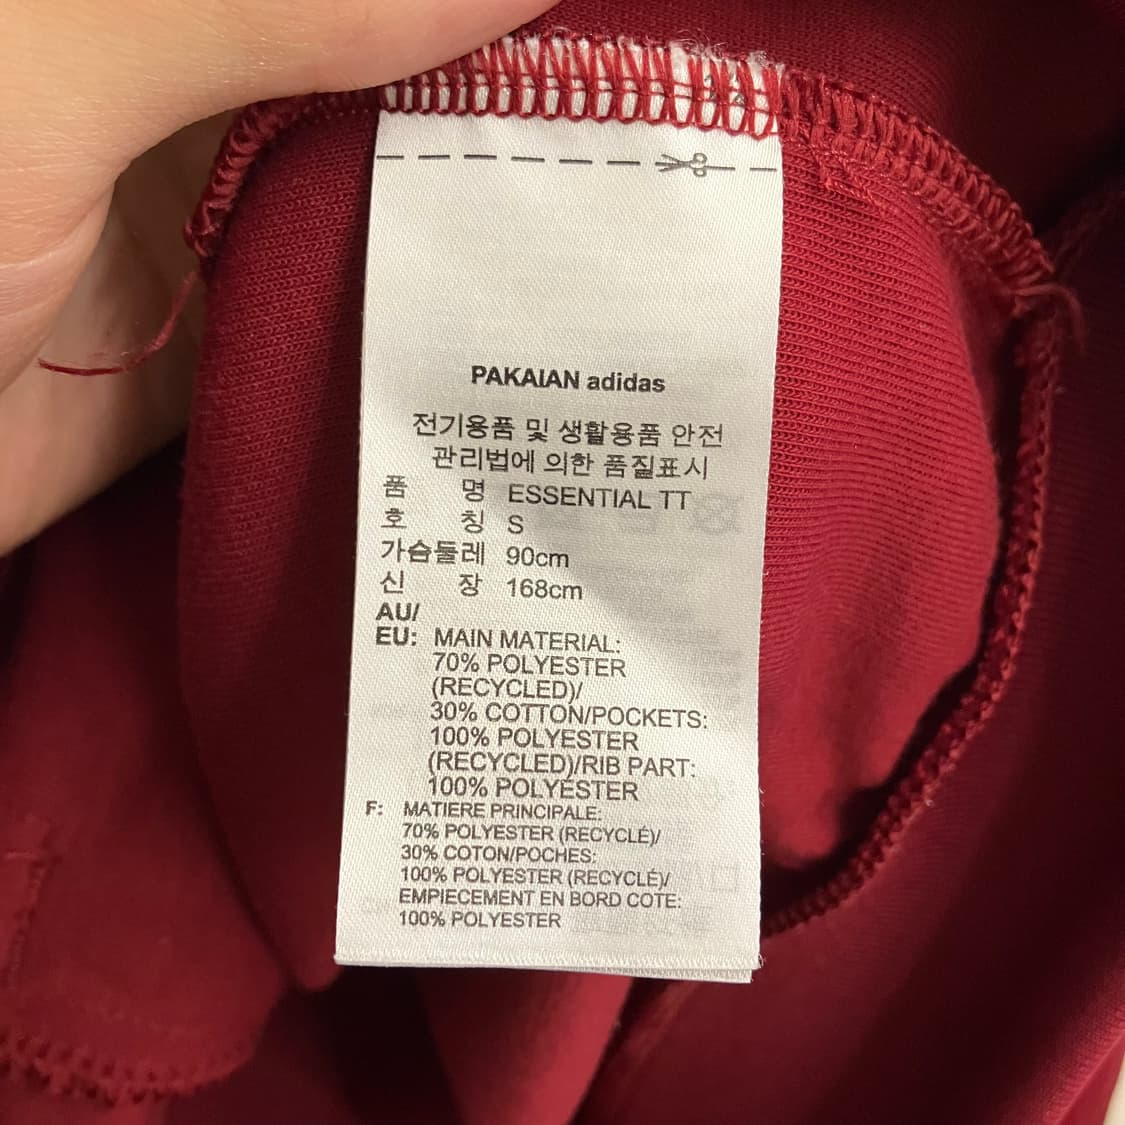 PAKAIAN adidas
전기용품 및 생활용품 안전
관리법에 의한 품질표시
품 명 ESSENTIAL TT
호 칭 S
가슴둘레 90cm
신 장 168cm
AU/
EU: MAIN MATERIAL:
70% POLYESTER
(RECYCLED)/
30% COTTON/POCKETS:
100% POLYESTER
(RECYCLED)/RIB PART:
100% POLYESTER
F: MATIERE PRINCIPALE:
70% POLYESTER (RECYCLÉ)/
30% COTON/POCHES:
100% POLYESTER (RECYCLÉ)/
EMPIECEMENT EN BORD COTE:
100% POLYESTER